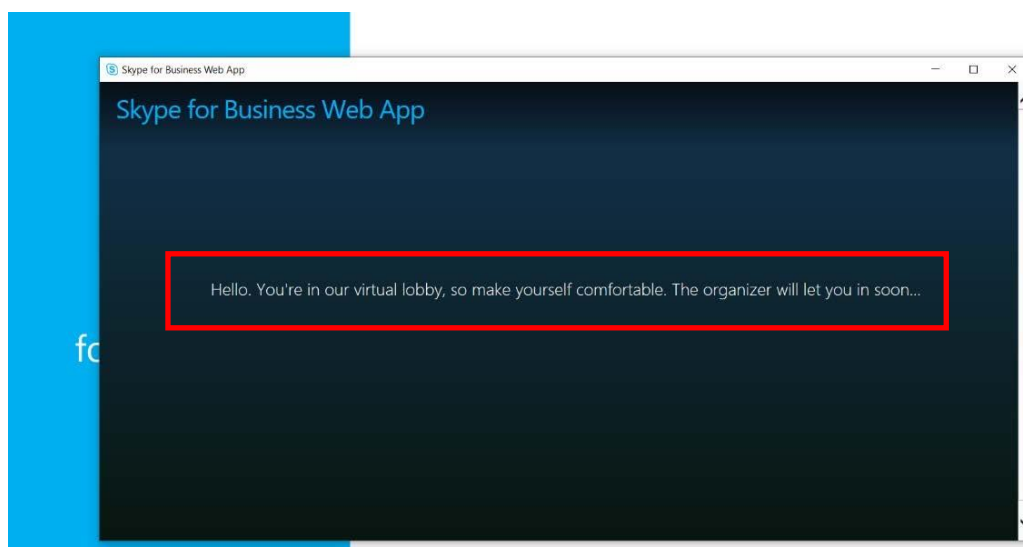 Skype for Business Web App
Skype for Business Web App
Hello. You're in our virtual lobby, so make yourself comfortable. The organizer will let you in soon...
fo